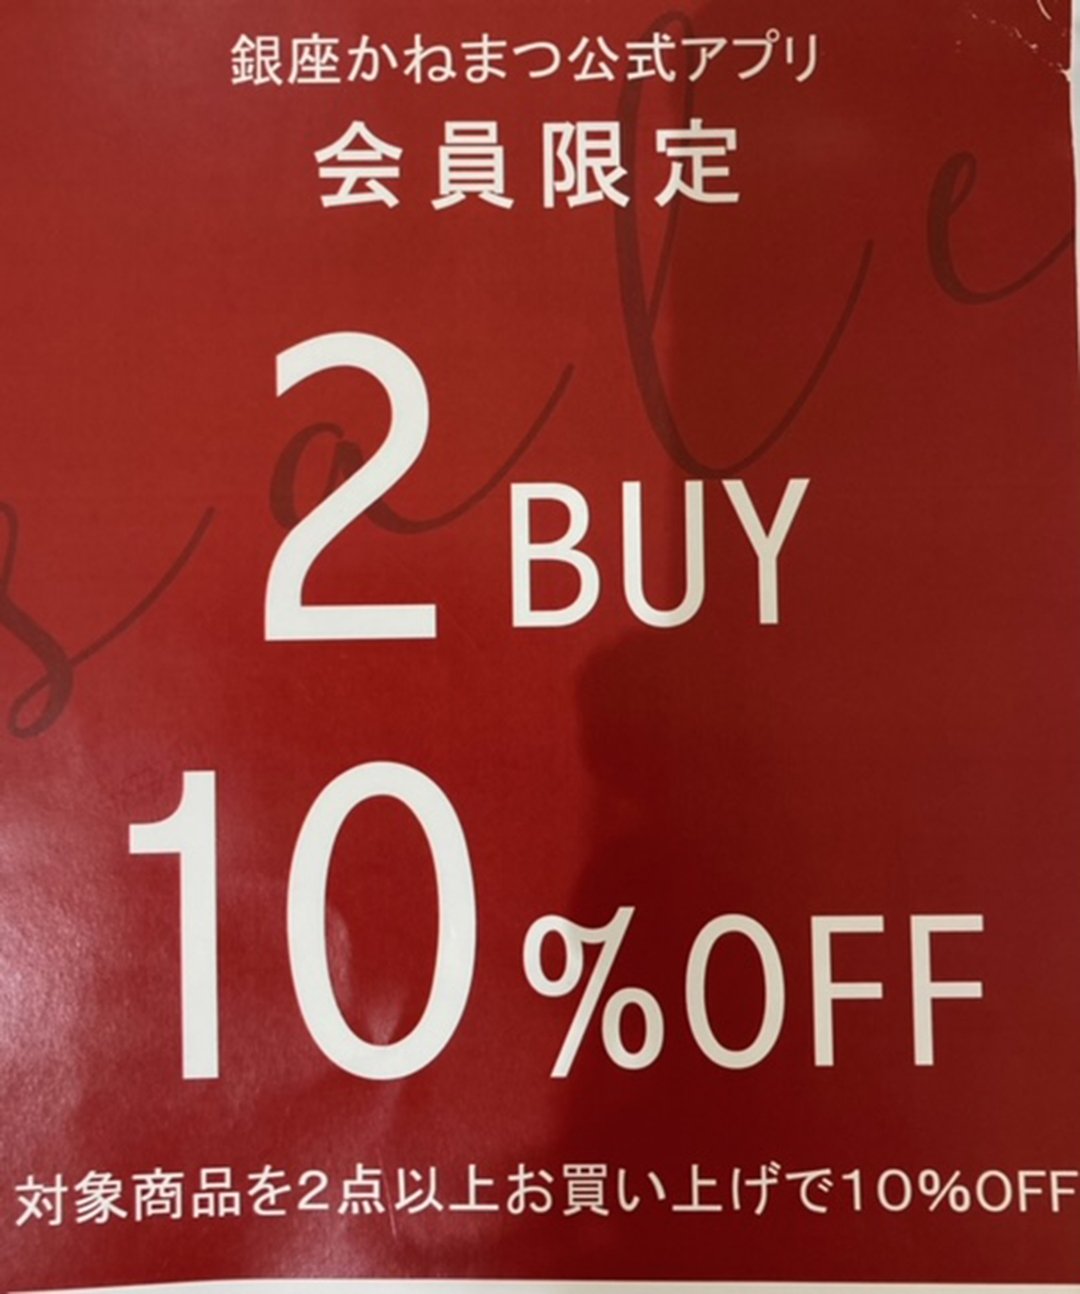 銀座かねまつ公式アプリ
会員限定
sale
2 BUY
10%OFF
対象商品を2点以上お買い上げで10%OFF